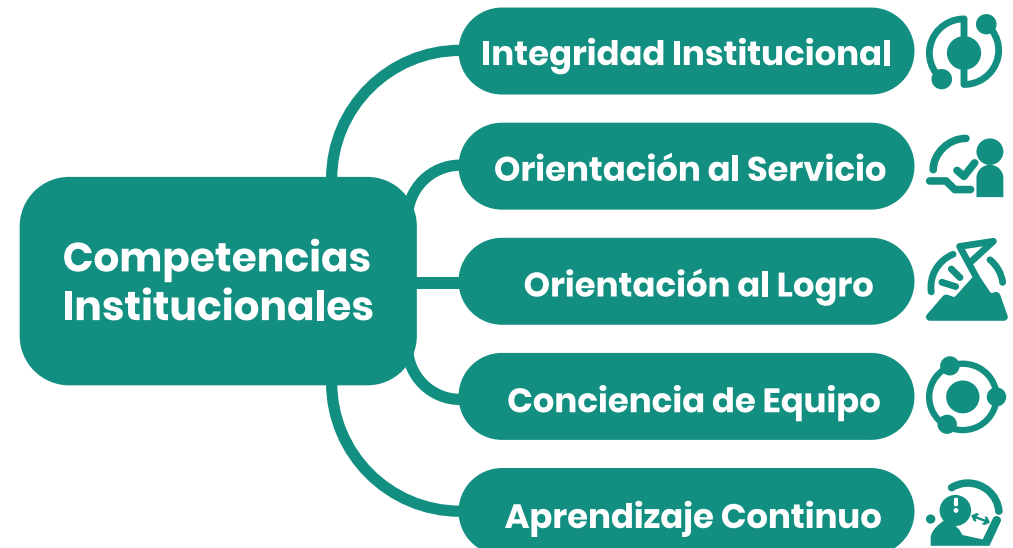 Competencias
Institucionales
Integridad Institucional
Orientación al Servicio
Orientación al Logro
Conciencia de Equipo
Aprendizaje Continuo